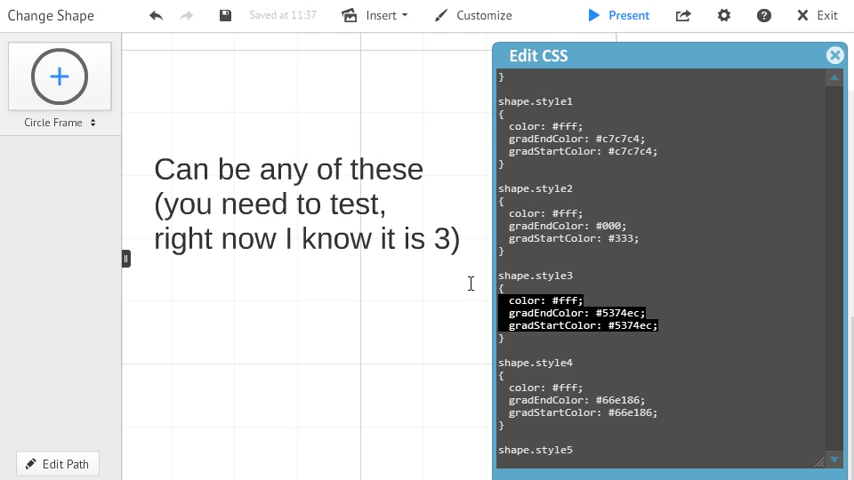 Change Shape
Saved at 11:37
Insert
Customize
Present
Exit
Circle Frame
Can be any of these
(you need to test,
right now I know it is 3)
Edit Path
Edit CSS
}
shape.style1
{
color: #fff;
gradEndColor: #c7c7c4;
gradStartColor: #c7c7c4;
}
shape.style2
{
color: #fff;
gradEndColor: #000;
gradStartColor: #333;
}
shape.style3
{
color: #fff;
gradEndColor: #5374ec;
gradStartColor: #5374ec;
}
shape.style4
{
color: #fff;
gradEndColor: #66e186;
gradStartColor: #66e186;
}
shape.style5